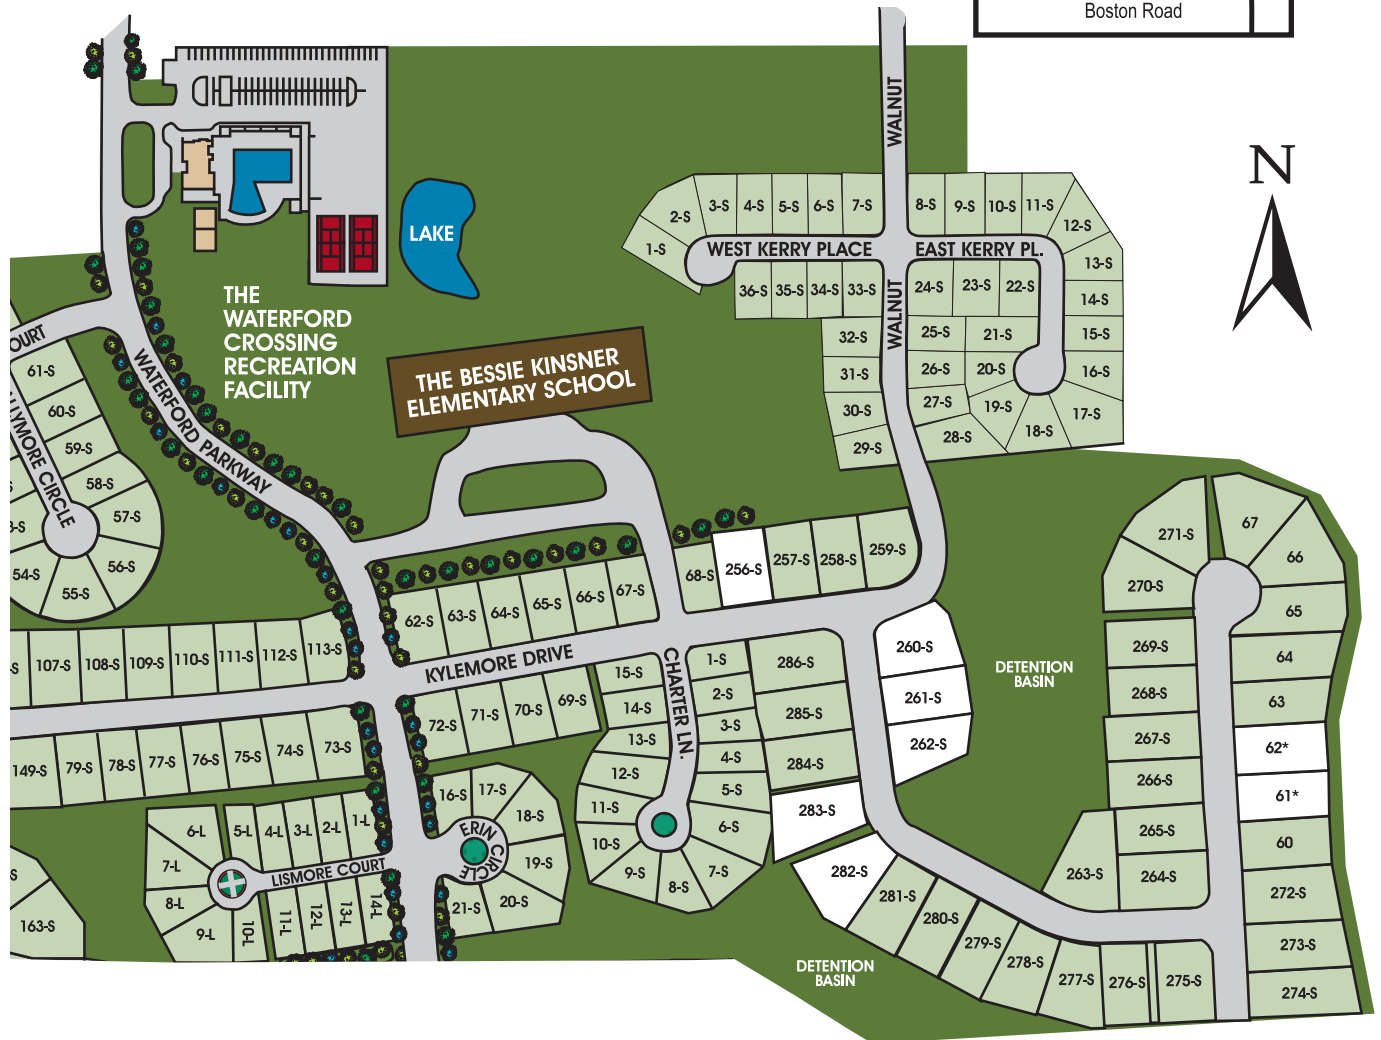 Boston Road
N
WALNUT
LAKE
THE
WATERFORD
CROSSING
RECREATION
FACILITY
THE BESSIE KINSNER
ELEMENTARY SCHOOL
WATERFORD PARKWAY
WEST KERRY PLACE
EAST KERRY PL.
WALNUT
1-S
2-S
3-S
4-S
5-S
6-S
7-S
8-S
9-S
10-S
11-S
12-S
13-S
14-S
15-S
16-S
17-S
18-S
19-S
20-S
21-S
22-S
23-S
24-S
25-S
26-S
27-S
28-S
36-S
35-S
34-S
33-S
32-S
31-S
30-S
29-S
OURT
LLYMORE CIRCLE
61-S
60-S
59-S
58-S
57-S
56-S
55-S
54-S
3-S
62-S
63-S
64-S
65-S
66-S
67-S
68-S
256-S
257-S
258-S
259-S
KYLEMORE DRIVE
-S
107-S
108-S
109-S
110-S
111-S
112-S
113-S
149-S
79-S
78-S
77-S
76-S
75-S
74-S
73-S
72-S
71-S
70-S
69-S
CHARTER LN.
15-S
14-S
13-S
12-S
11-S
10-S
9-S
8-S
7-S
6-S
5-S
4-S
3-S
2-S
1-S
286-S
285-S
284-S
283-S
282-S
281-S
280-S
279-S
278-S
277-S
276-S
275-S
260-S
261-S
262-S
DETENTION
BASIN
271-S
270-S
269-S
268-S
267-S
266-S
265-S
264-S
263-S
67
66
65
64
63
62*
61*
60
272-S
273-S
274-S
ERIN CIRCLE
16-S
17-S
18-S
19-S
20-S
21-S
LISMORE COURT
6-L
5-L
4-L
3-L
2-L
1-L
7-L
8-L
9-L
10-L
11-L
12-L
13-L
14-L
S
163-S
DETENTION
BASIN